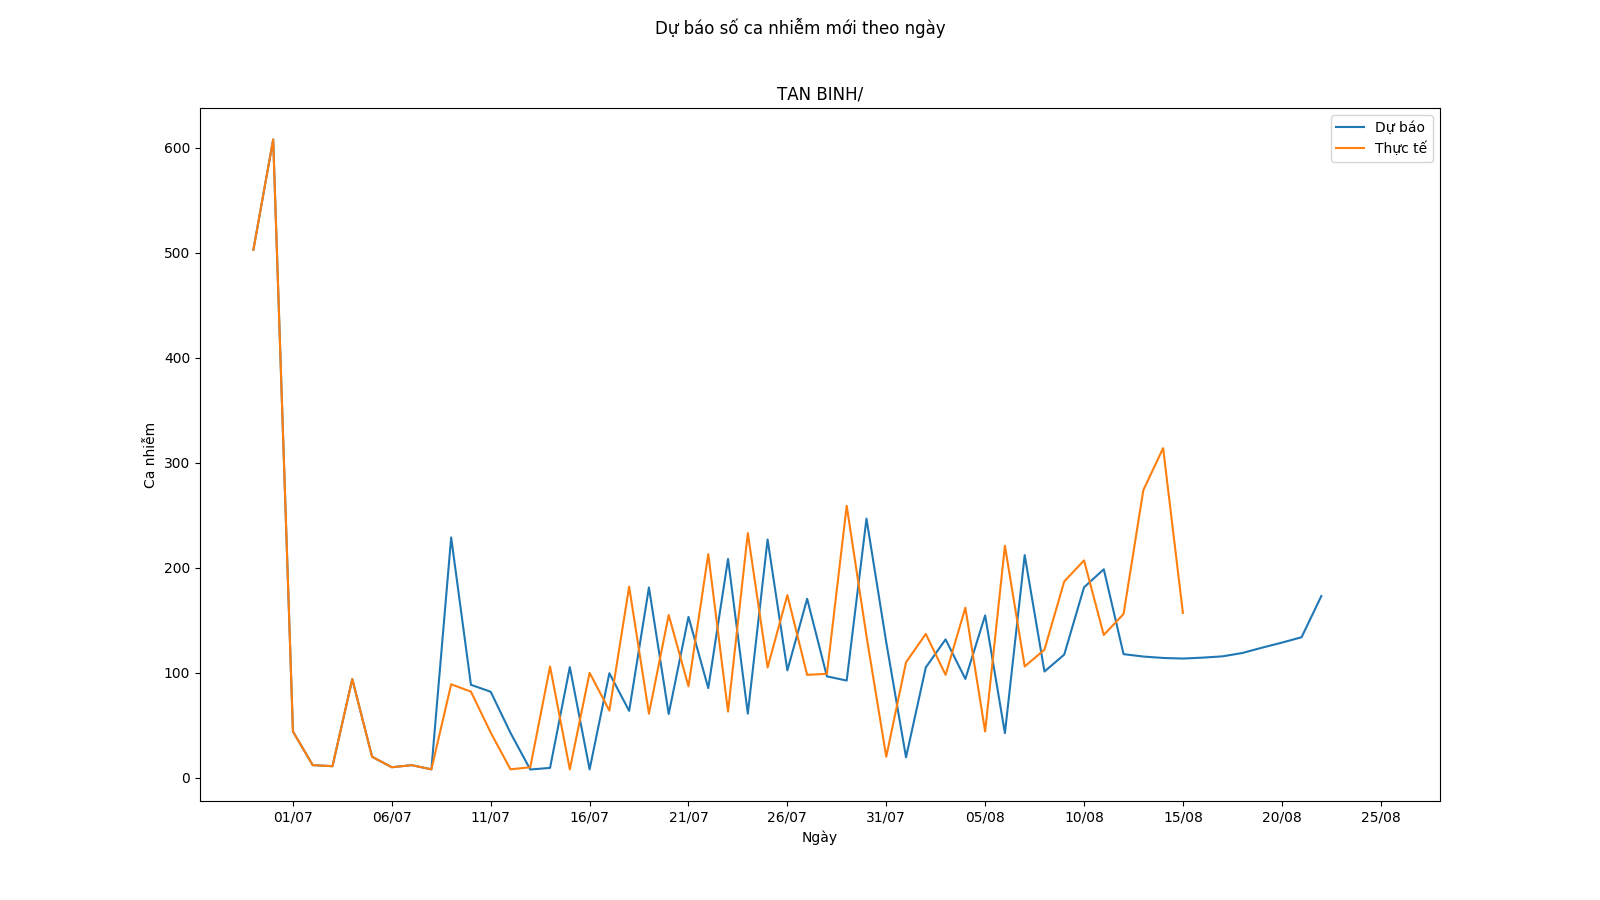 Dự báo số ca nhiễm mới theo ngày
TAN BINH/
Dự báo
Thực tế
600
500
400
300
200
100
0
Ca nhiễm
01/07 06/07 11/07 16/07 21/07 26/07 31/07 05/08 10/08 15/08 20/08 25/08
Ngày